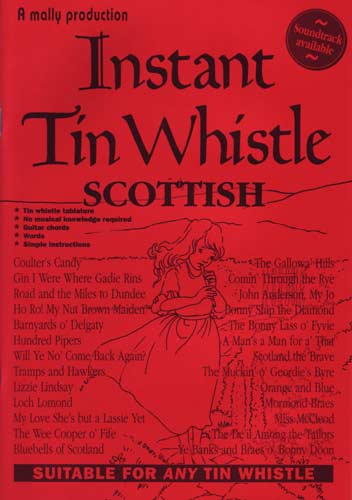 A mally production
~
Soundtrack
available
~
Instant
Tin Whistle
SCOTTISH
★ Tin whistle tablature
★ No musical knowledge required
★ Guitar chords
★ Words
★ Simple instructions
Coulter's Candy
Gin I Were Where Gadie Rins
Road and the Miles to Dundee
Ho Ro! My Nut Brown Maiden
Barnyards o' Delgaty
Hundred Pipers
Will Ye No' Come Back Again?
Tramps and Hawkers
Lizzie Lindsay
Loch Lomond
My Love She's but a Lassie Yet
The Wee Cooper o' Fife
Bluebells of Scotland
The Gallowa' Hills
Comin' Through the Rye
John Anderson, My Jo
Bonny Ship the Diamond
The Bonny Lass o' Fyvie
A Man's a Man for a' That
Scotland the Brave
The Muckin' o' Geordie's Byre
Orange and Blue
Mormond Braes
Miss McCleod
The De'il Among the Tailors
Ye Banks and Braes o' Bonny Doon
SUITABLE FOR ANY TIN WHISTLE